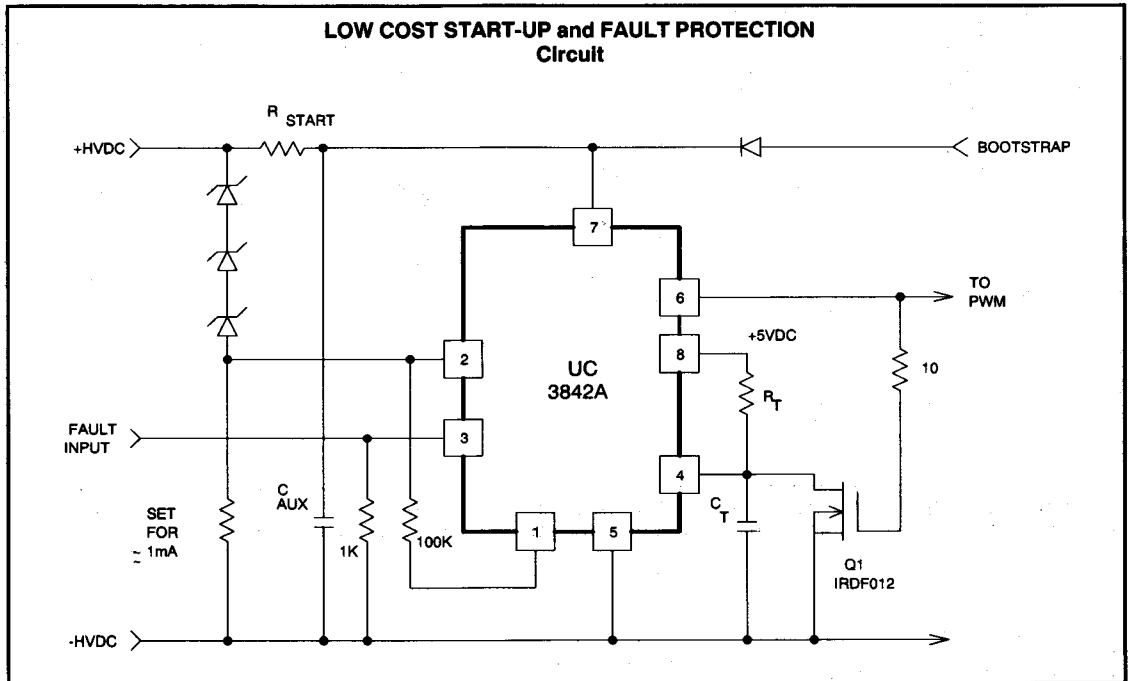 LOW COST START-UP and FAULT PROTECTION
Circuit
R START
+HVDC
BOOTSTRAP
7
6
TO
PWM
+5VDC
8
2
UC
3842A
10
R T
FAULT
INPUT
3
4
C AUX
C T
SET
FOR
≈ 1mA
1K
100K
1
5
Q1
IRDF012
-HVDC